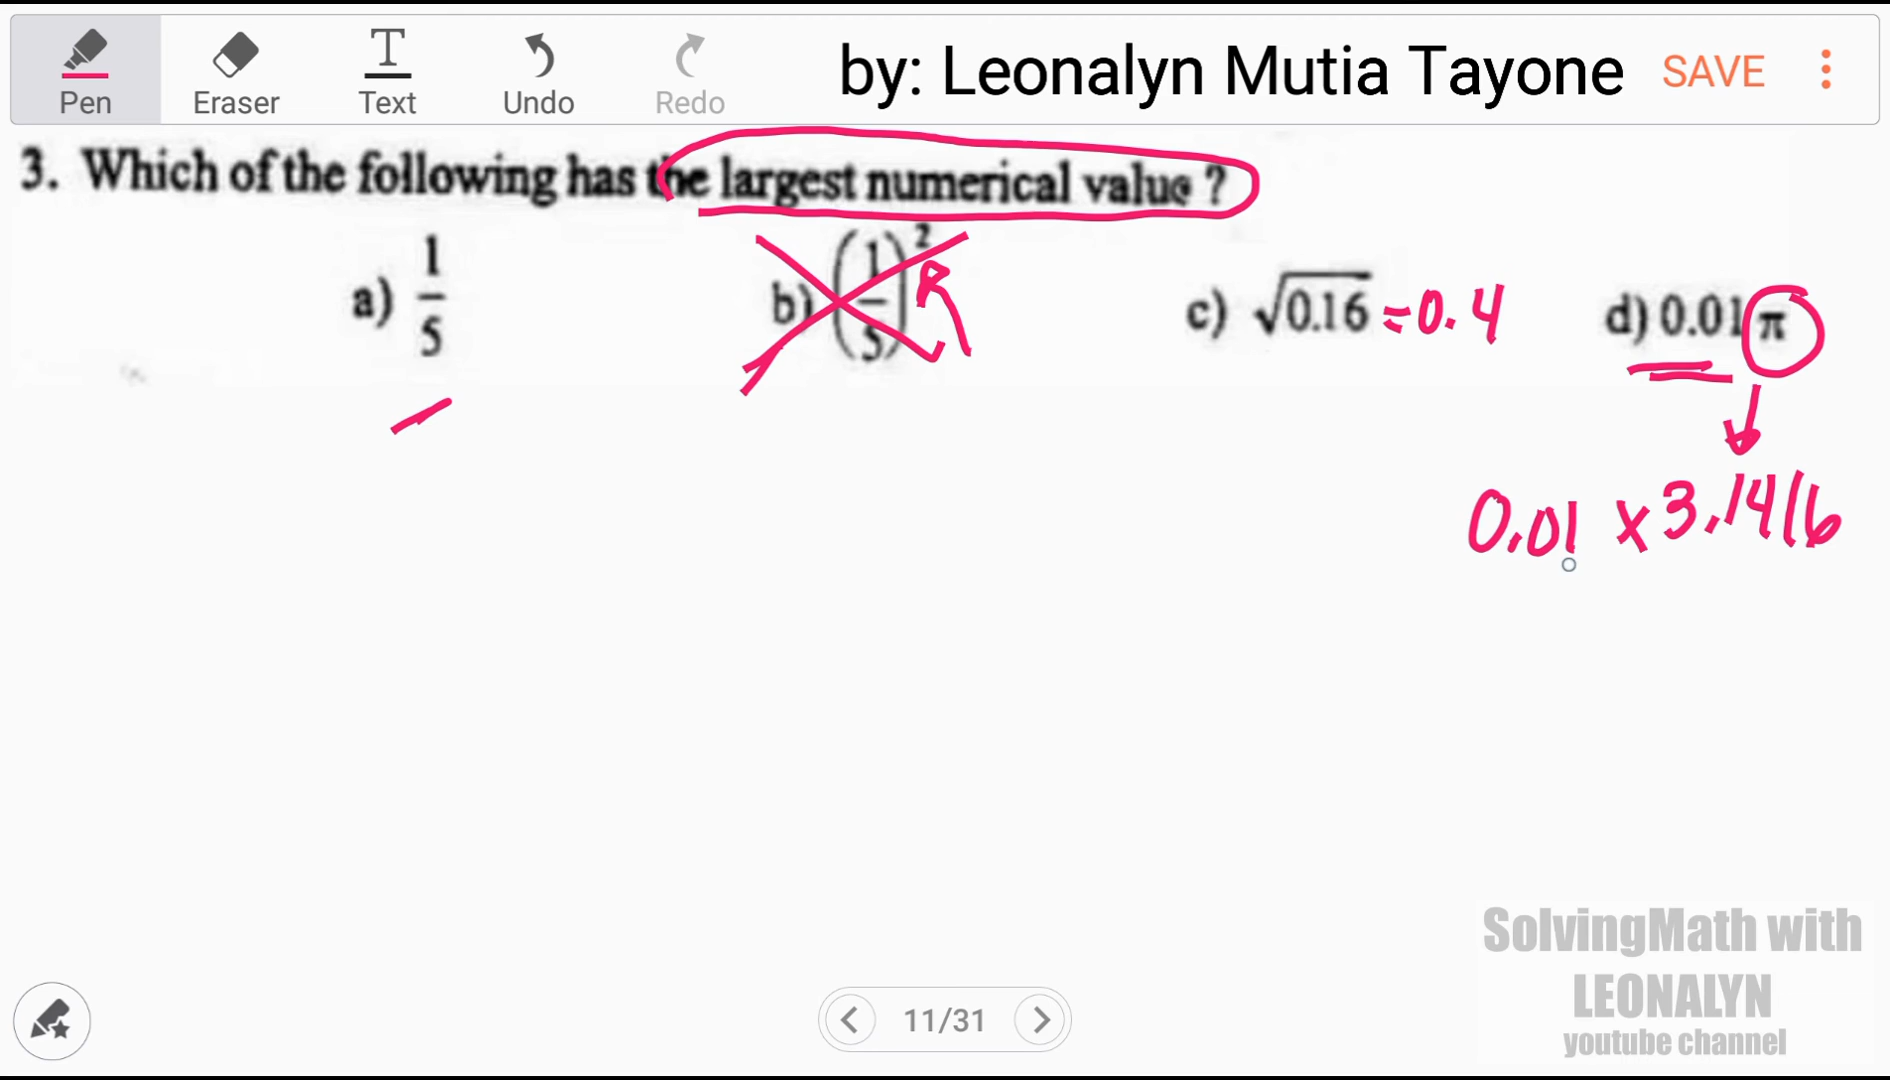 Pen Eraser Text Undo Redo by: Leonalyn Mutia Tayone SAVE
3. Which of the following has the largest numerical value ?
a) 1/5 b) (1/5)² c) √0.16 = 0.4 d) 0.01 π
0.01 x 3.1416
SolvingMath with
LEONALYN
youtube channel
11/31